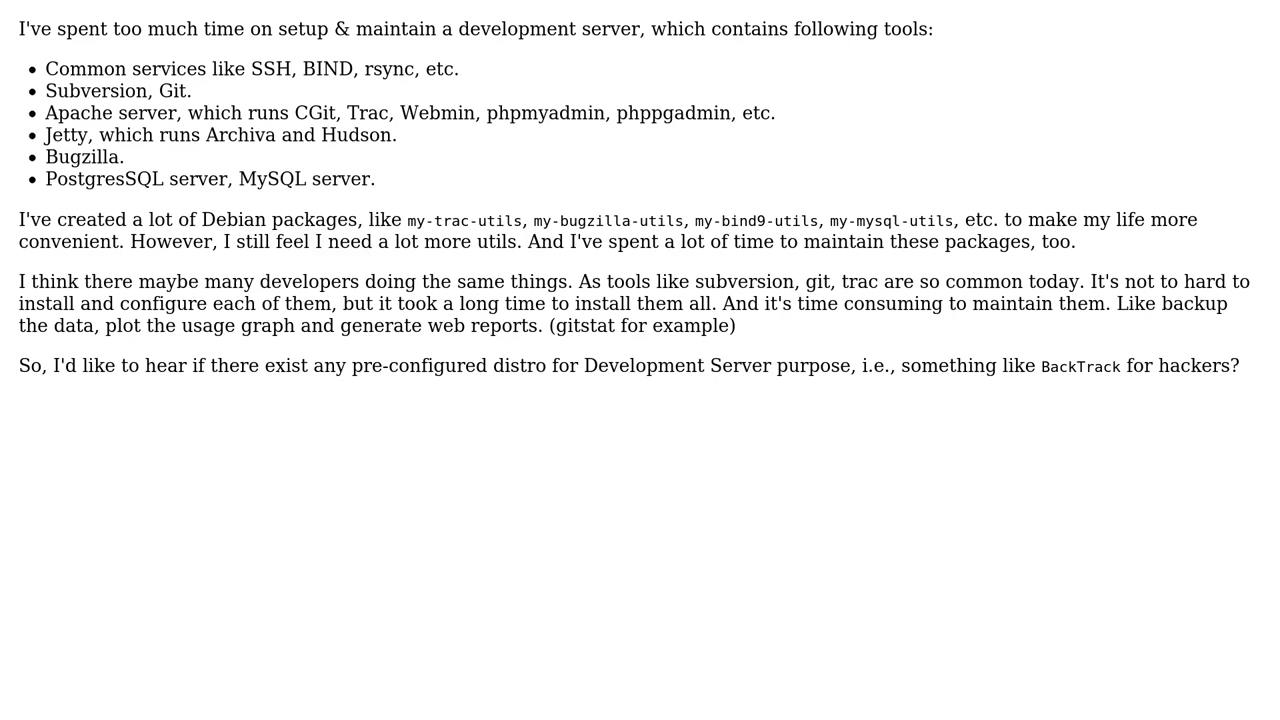 I've spent too much time on setup & maintain a development server, which contains following tools:
• Common services like SSH, BIND, rsync, etc.
• Subversion, Git.
• Apache server, which runs CGit, Trac, Webmin, phpmyadmin, phppgadmin, etc.
• Jetty, which runs Archiva and Hudson.
• Bugzilla.
• PostgresSQL server, MySQL server.
I've created a lot of Debian packages, like my-trac-utils, my-bugzilla-utils, my-bind9-utils, my-mysql-utils, etc. to make my life more
convenient. However, I still feel I need a lot more utils. And I've spent a lot of time to maintain these packages, too.
I think there maybe many developers doing the same things. As tools like subversion, git, trac are so common today. It's not to hard to
install and configure each of them, but it took a long time to install them all. And it's time consuming to maintain them. Like backup
the data, plot the usage graph and generate web reports. (gitstat for example)
So, I'd like to hear if there exist any pre-configured distro for Development Server purpose, i.e., something like BackTrack for hackers?